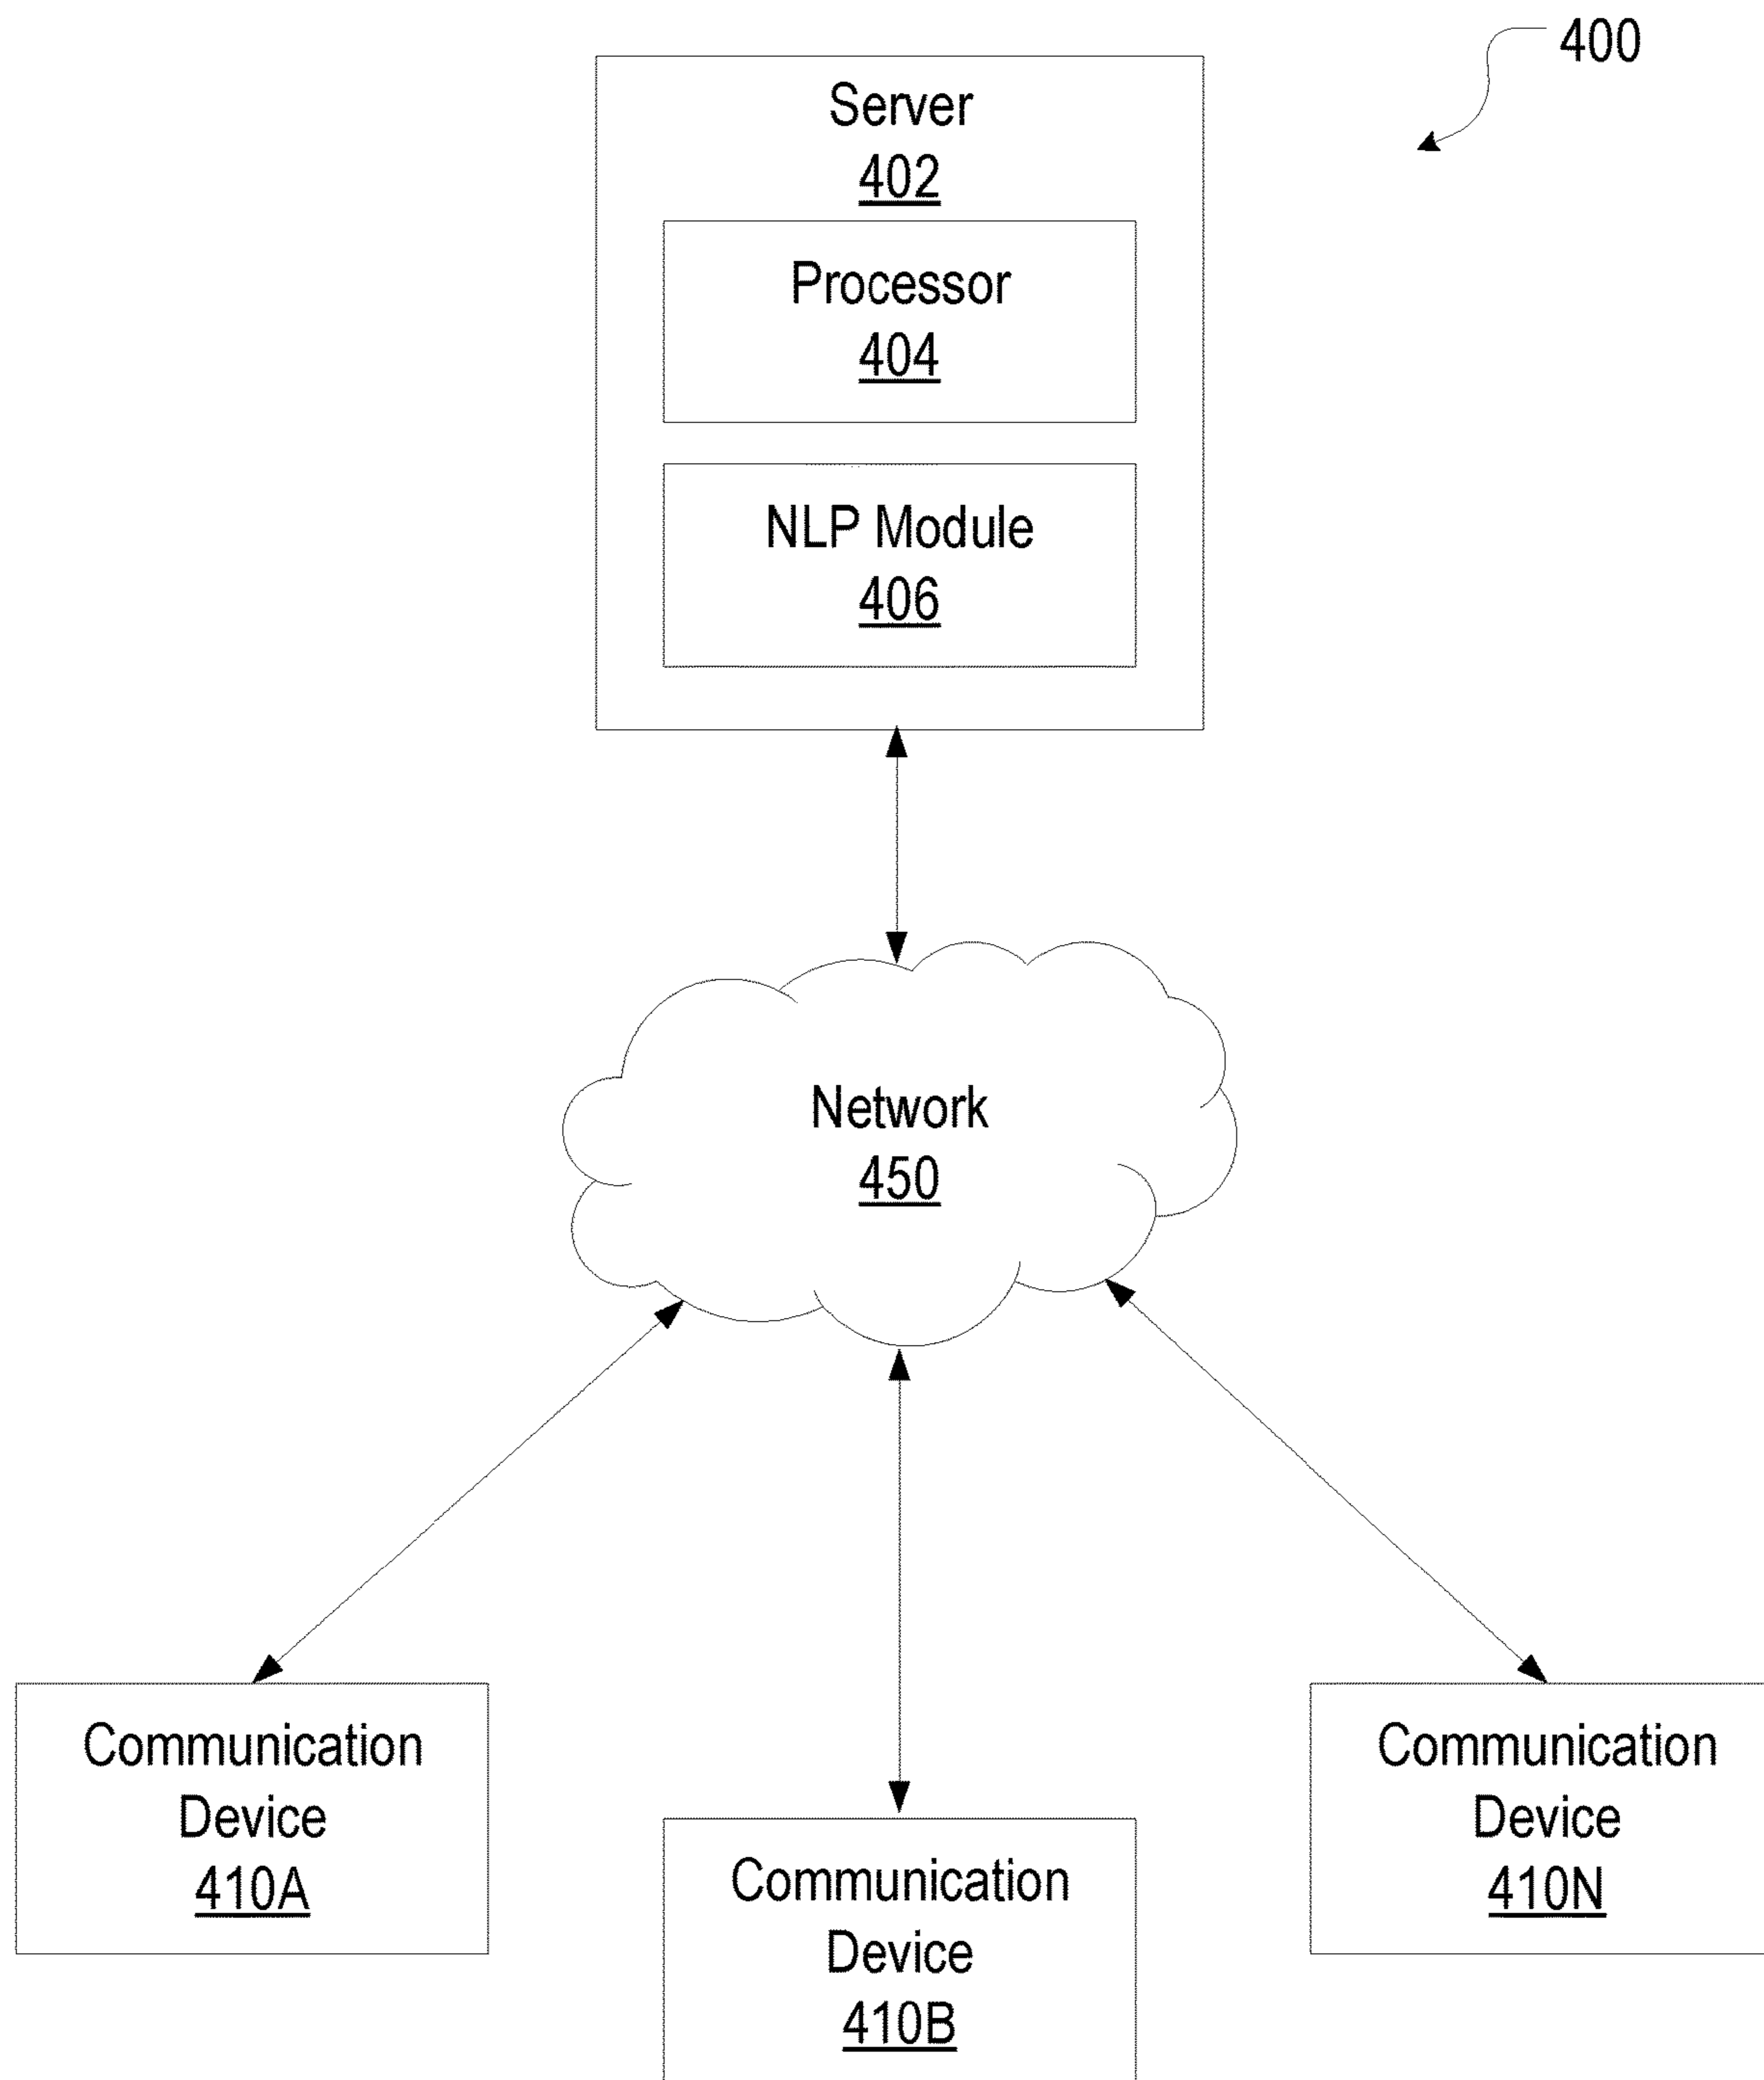 400
Server
402
Processor
404
NLP Module
406
Network
450
Communication
Device
410A
Communication
Device
410B
Communication
Device
410N